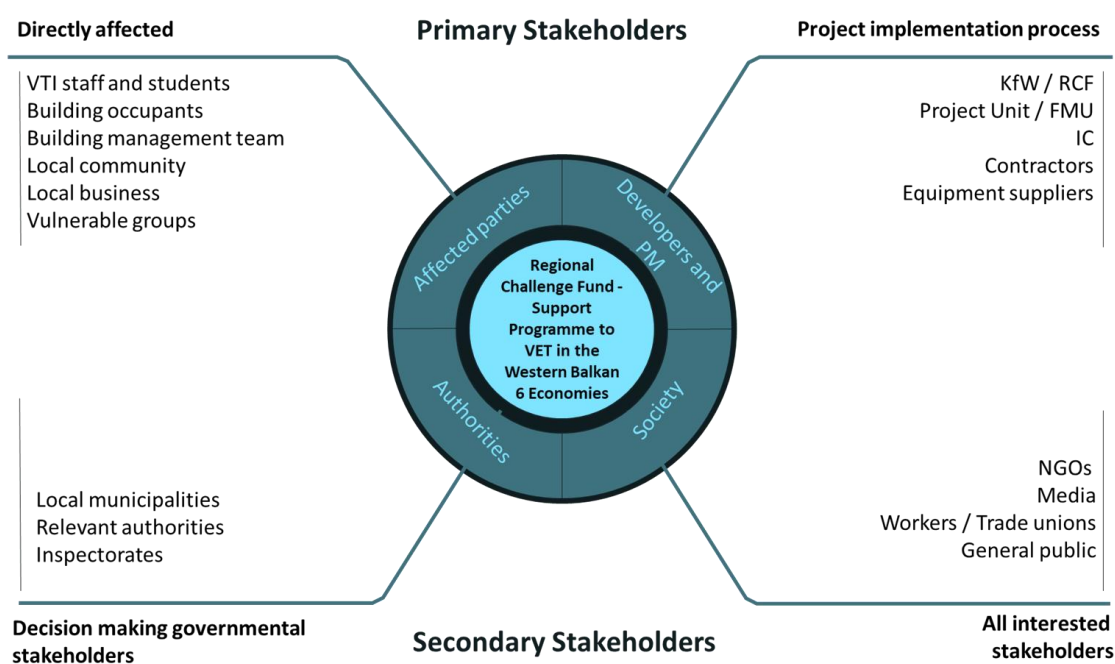 Primary Stakeholders
Directly affected
VTI staff and students
Building occupants
Building management team
Local community
Local business
Vulnerable groups
Project implementation process
KfW / RCF
Project Unit / FMU
IC
Contractors
Equipment suppliers
Affected parties
Developers and
PM
Regional
Challenge Fund -
Support
Programme to
VET in the
Western Balkan
6 Economies
Authorities
Society
Local municipalities
Relevant authorities
Inspectorates
Decision making governmental
stakeholders
NGOs
Media
Workers / Trade unions
General public
All interested
stakeholders
Secondary Stakeholders